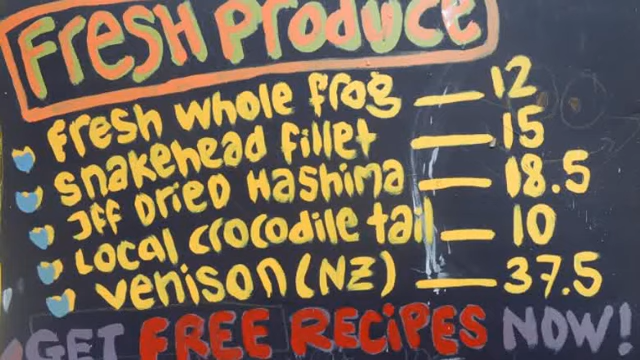 Fresh Produce
fresh whole frog — 12
snakehead fillet — 15
Jff Dried Hashima — 18.5
Local crocodile tail — 10
venison (NZ) — 37.5
GET FREE RECIPES NOW!